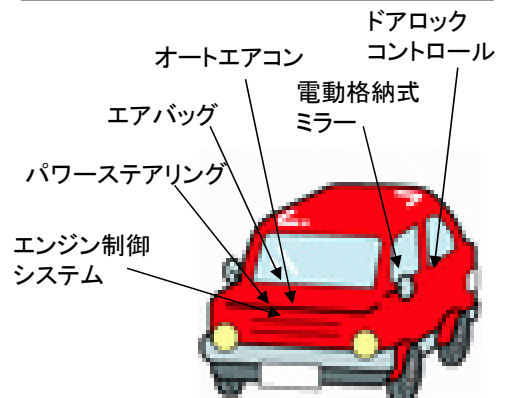 ドアロック
コントロール
オートエアコン
電動格納式
ミラー
エアバッグ
パワーステアリング
エンジン制御
システム